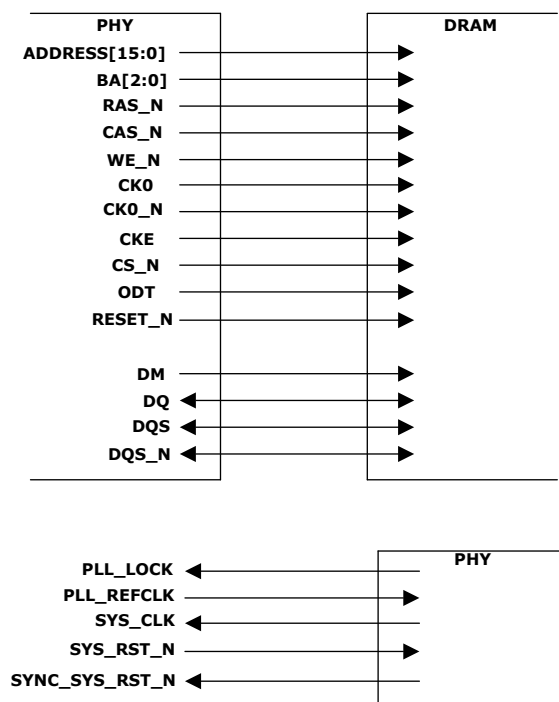 PHY
DRAM
ADDRESS[15:0]
BA[2:0]
RAS_N
CAS_N
WE_N
CK0
CK0_N
CKE
CS_N
ODT
RESET_N
DM
DQ
DQS
DQS_N
PHY
PLL_LOCK
PLL_REFCLK
SYS_CLK
SYS_RST_N
SYNC_SYS_RST_N